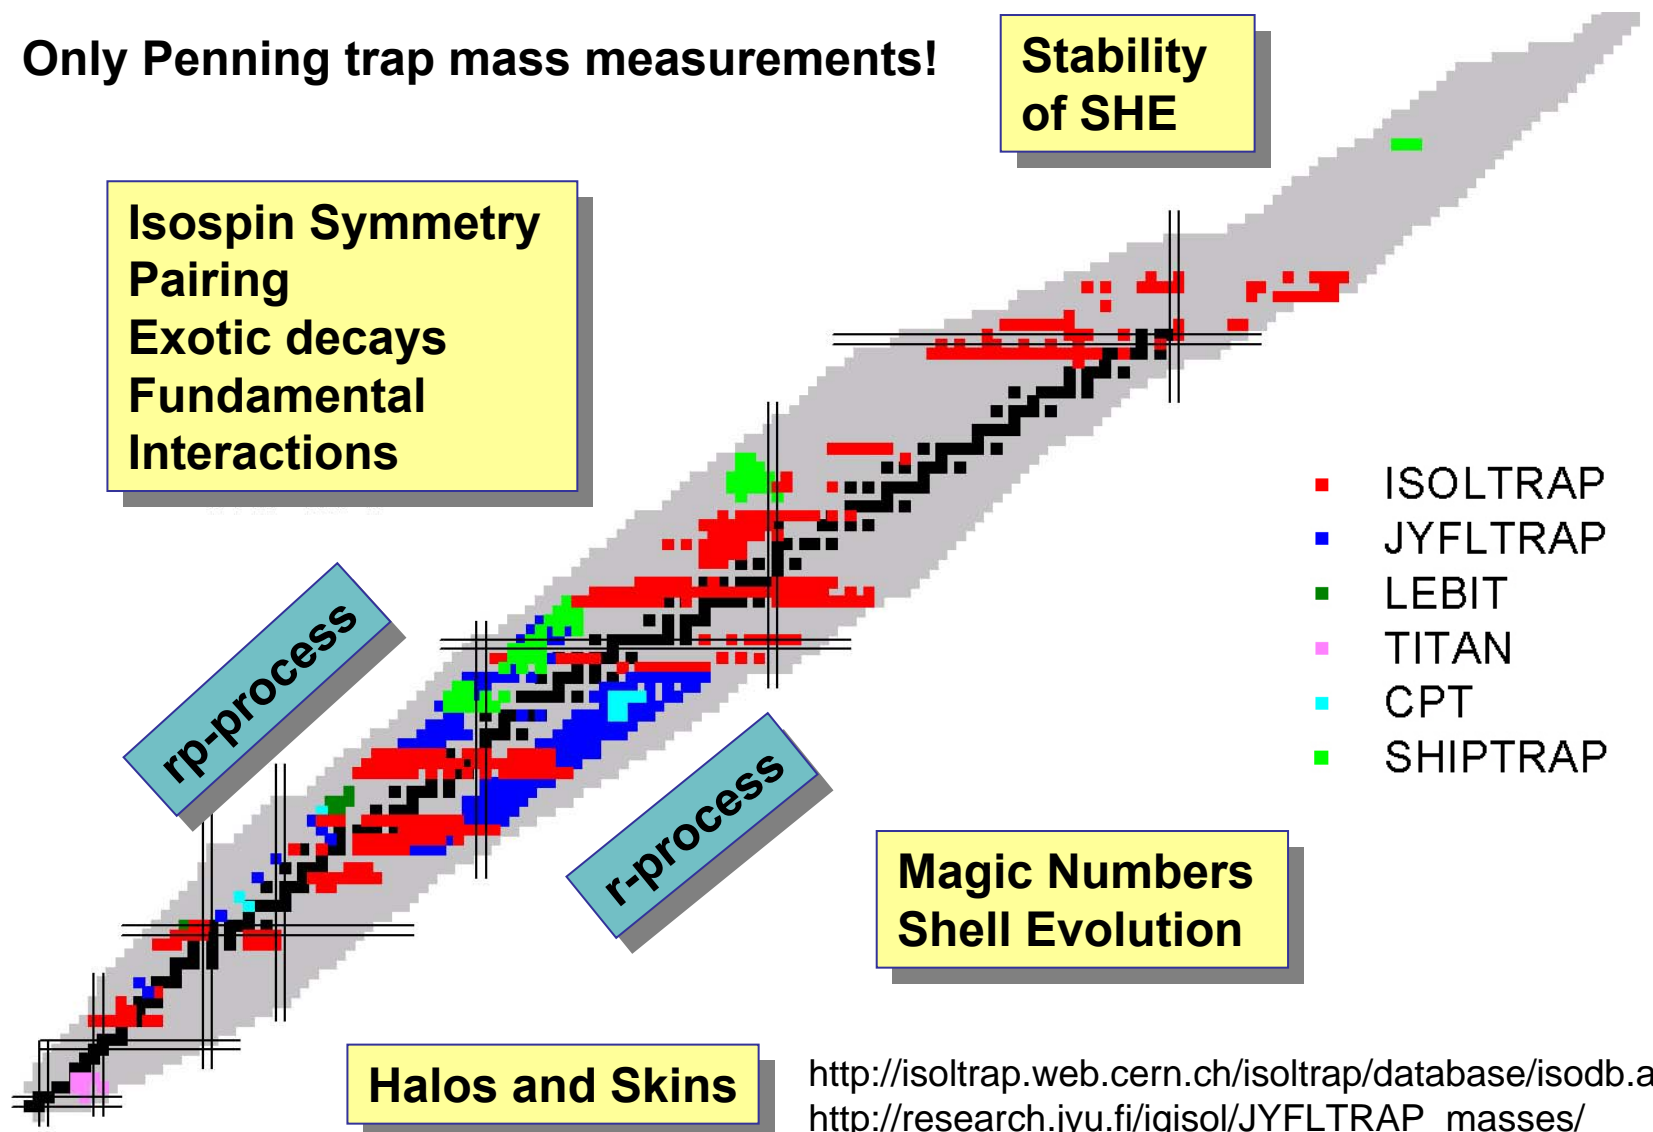 Only Penning trap mass measurements!
Stability
of SHE
Isospin Symmetry
Pairing
Exotic decays
Fundamental
Interactions
rp-process
r-process
ISOLTRAP
JYFLTRAP
LEBIT
TITAN
CPT
SHIPTRAP
Magic Numbers
Shell Evolution
Halos and Skins
http://isoltrap.web.cern.ch/isoltrap/database/isodb.a
http://research.jyu.fi/igisol/JYFLTRAP_masses/